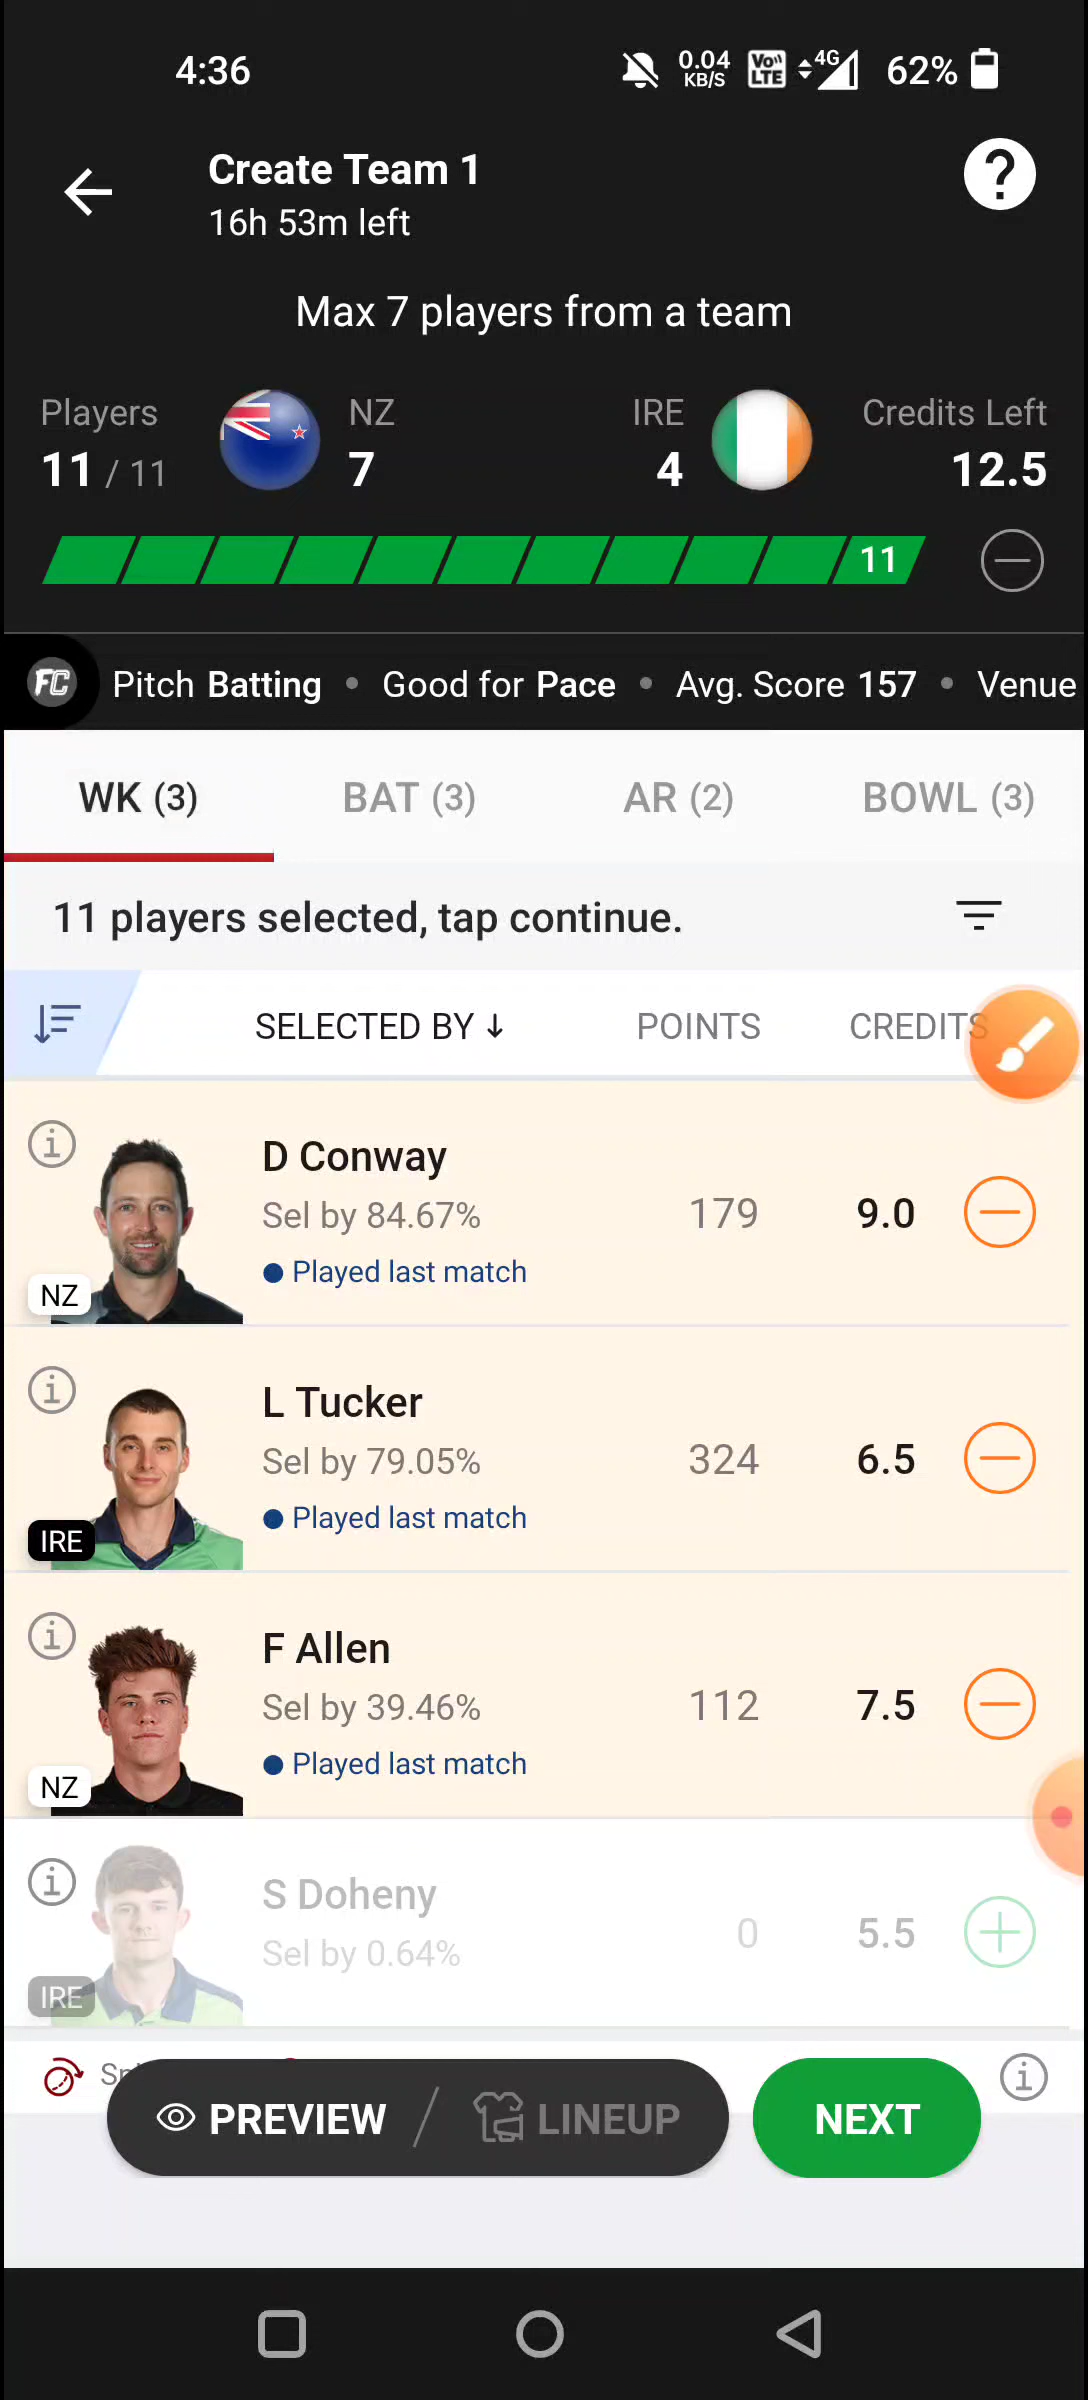 4:36
0.04 KB/S
VoLTE
4G
62%
Create Team 1
16h 53m left
Max 7 players from a team
Players
11 / 11
NZ
7
IRE
4
Credits Left
12.5
11
FC Pitch Batting • Good for Pace • Avg. Score 157 • Venue
WK (3) BAT (3) AR (2) BOWL (3)
11 players selected, tap continue.
SELECTED BY ↓ POINTS CREDITS
D Conway
Sel by 84.67% 179 9.0
Played last match
NZ
L Tucker
Sel by 79.05% 324 6.5
Played last match
IRE
F Allen
Sel by 39.46% 112 7.5
Played last match
NZ
S Doheny
Sel by 0.64% 0 5.5
IRE
PREVIEW / LINEUP NEXT